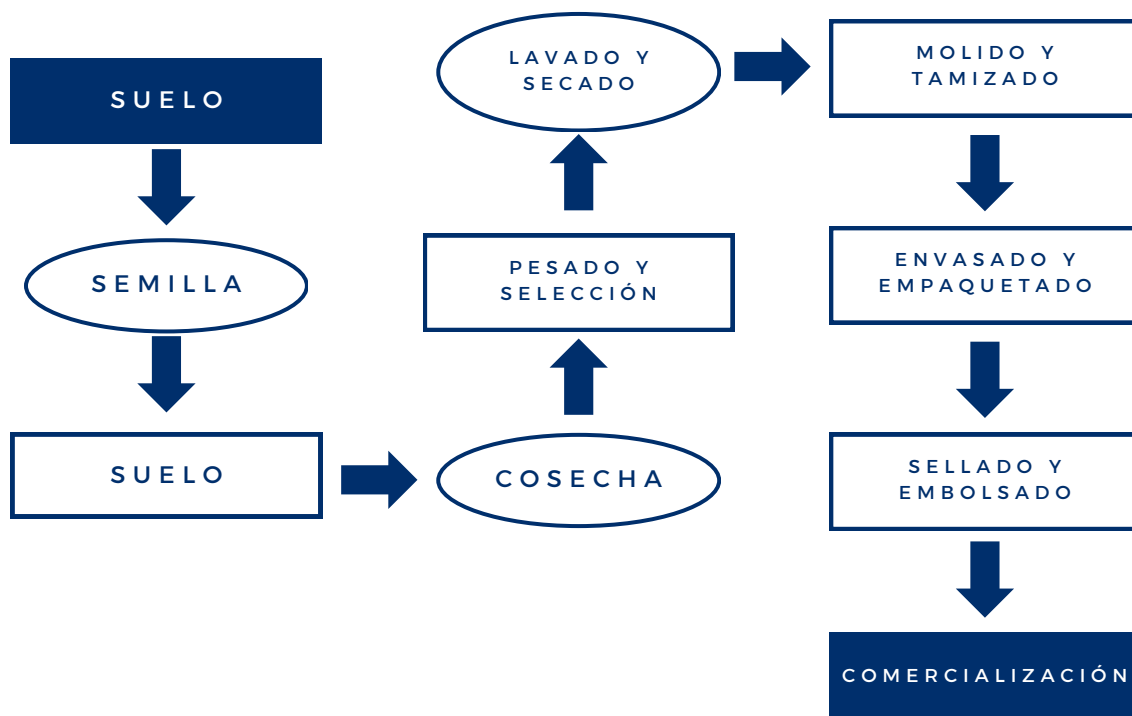 SUELO
SEMILLA
SUELO
COSECHA
PESADO Y
SELECCIÓN
LAVADO Y
SECADO
MOLIDO Y
TAMIZADO
ENVASADO Y
EMPAQUETADO
SELLADO Y
EMBOLSADO
COMERCIALIZACIÓN